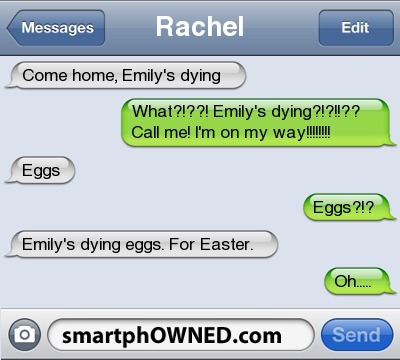 Messages
Rachel
Edit
Come home, Emily's dying
What?!??! Emily's dying?!?!!??
Call me! I'm on my way!!!!!!!!
Eggs
Eggs?!?
Emily's dying eggs. For Easter.
Oh.....
smartphOWNED.com
Send